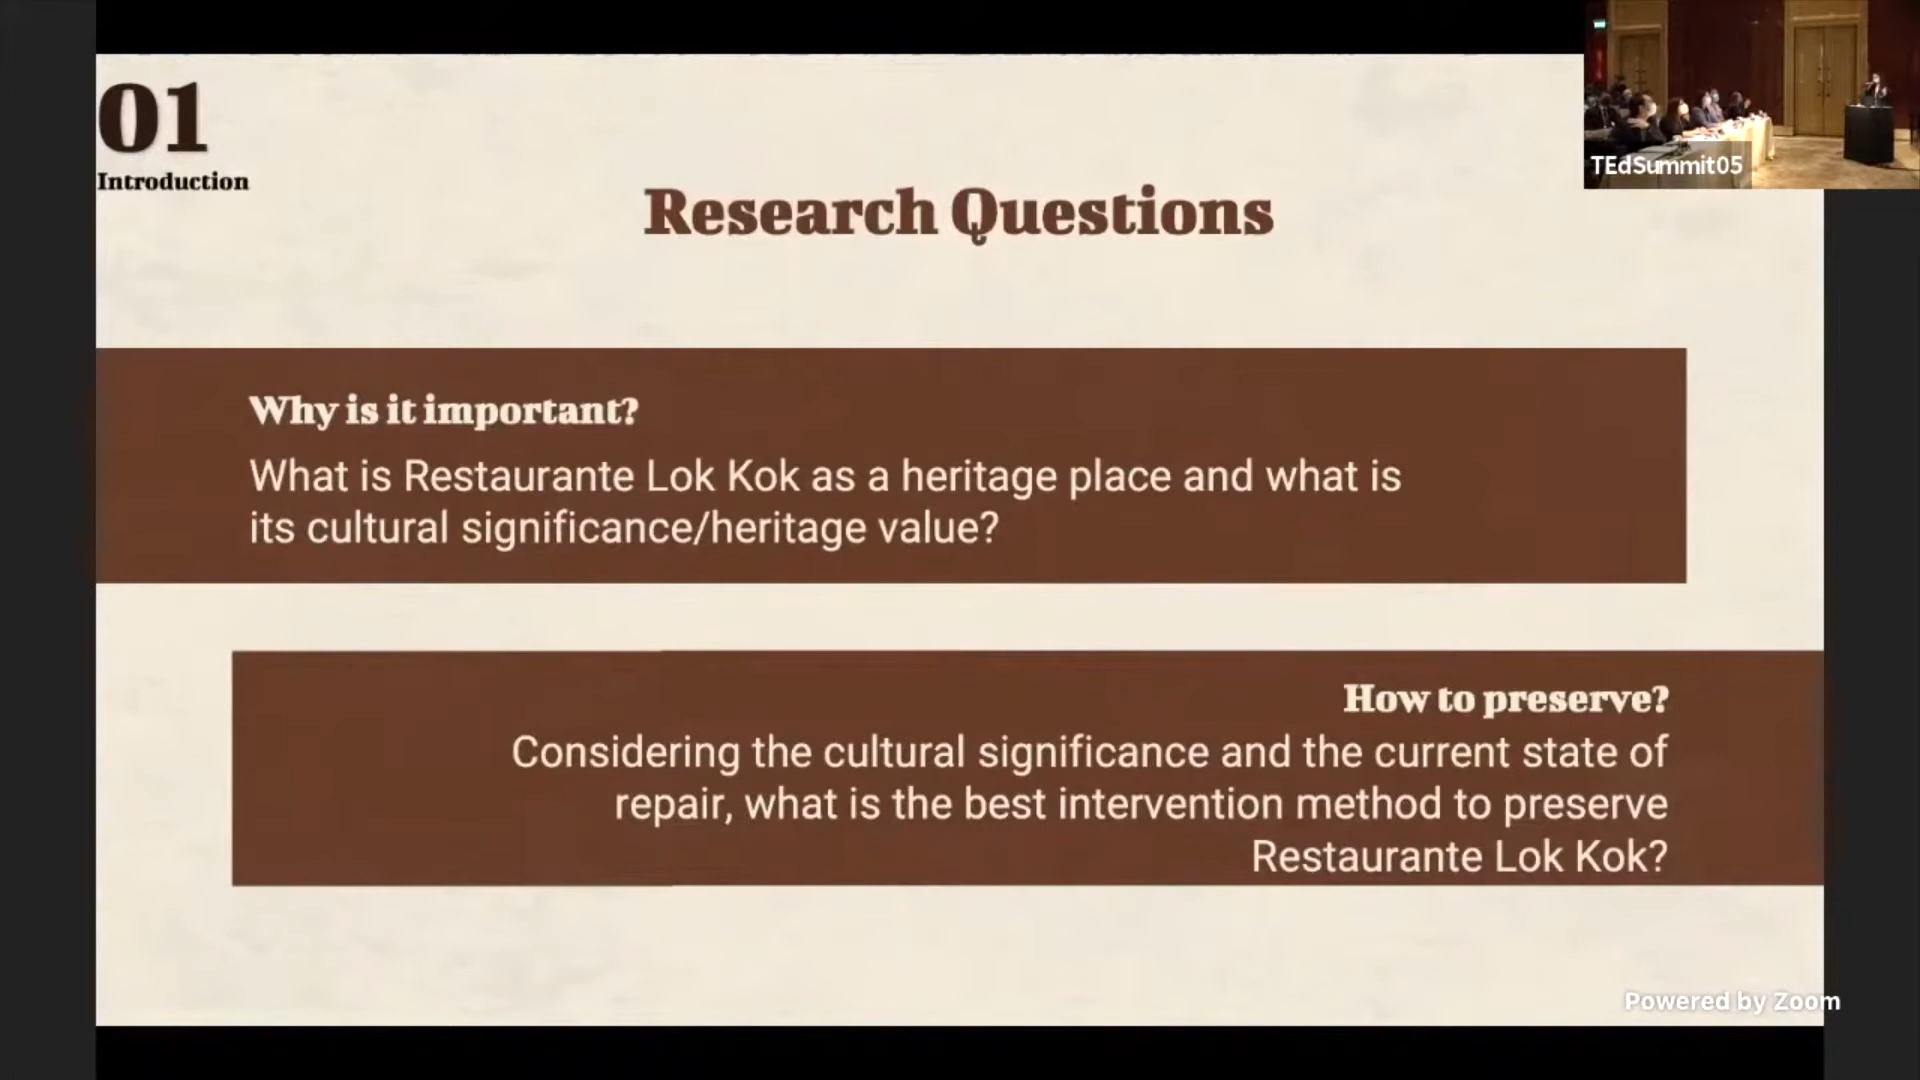 01
Introduction
TEdSummit05
Research Questions
Why is it important?
What is Restaurante Lok Kok as a heritage place and what is
its cultural significance/heritage value?
How to preserve?
Considering the cultural significance and the current state of
repair, what is the best intervention method to preserve
Restaurante Lok Kok?
Powered by Zoom